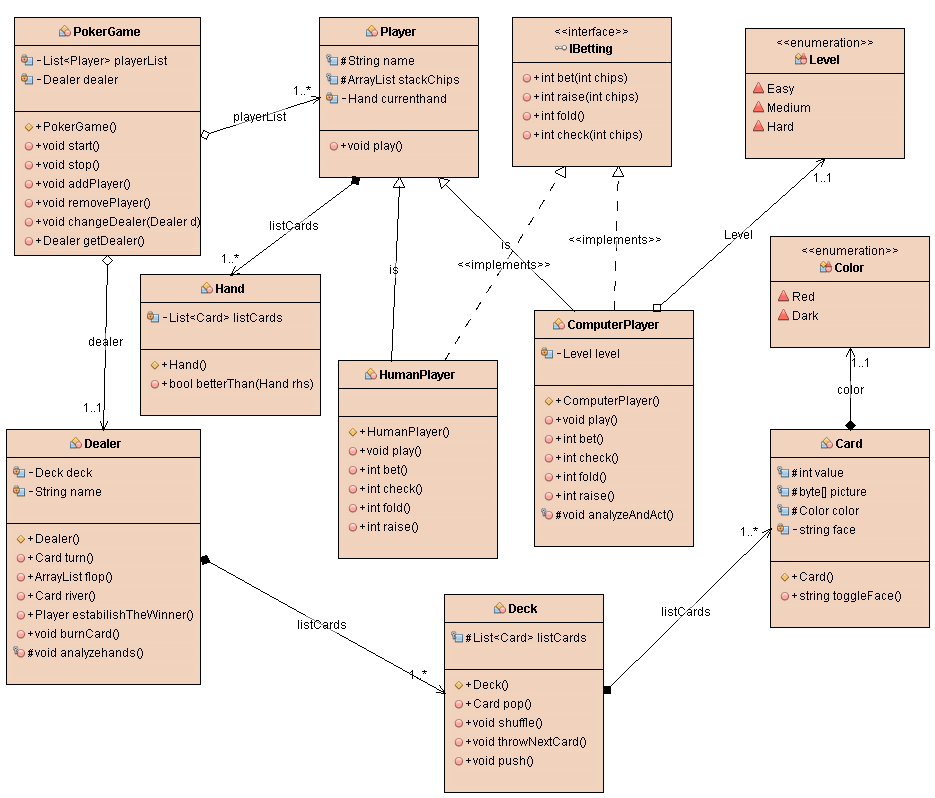 PokerGame
-List<Player> playerList
-Dealer dealer
+PokerGame()
+void start()
+void stop()
+void addPlayer()
+void removePlayer()
+void changeDealer(Dealer d)
+Dealer getDealer()
1..*
playerList
Player
#String name
#ArrayList stackChips
-Hand currenthand
+void play()
<<interface>>
IBetting
+int bet(int chips)
+int raise(int chips)
+int fold()
+int check(int chips)
<<enumeration>>
Level
Easy
Medium
Hard
1..1
Level
listCards
1..*
is
is
<<implements>>
<<implements>>
<<enumeration>>
Color
Red
Dark
1..1
color
Hand
-List<Card> listCards
+Hand()
+bool betterThan(Hand rhs)
dealer
1..1
HumanPlayer
+HumanPlayer()
+void play()
+int bet()
+int check()
+int fold()
+int raise()
ComputerPlayer
-Level level
+ComputerPlayer()
+void play()
+int bet()
+int check()
+int fold()
+int raise()
#void analyzeAndAct()
Card
#int value
#byte[] picture
#Color color
-string face
+Card()
+string toggleFace()
1..*
listCards
Dealer
-Deck deck
-String name
+Dealer()
+Card turn()
+ArrayList flop()
+Card river()
+Player estabilishTheWinner()
+void burnCard()
#void analyzehands()
listCards
1..*
Deck
#List<Card> listCards
+Deck()
+Card pop()
+void shuffle()
+void throwNextCard()
+void push()